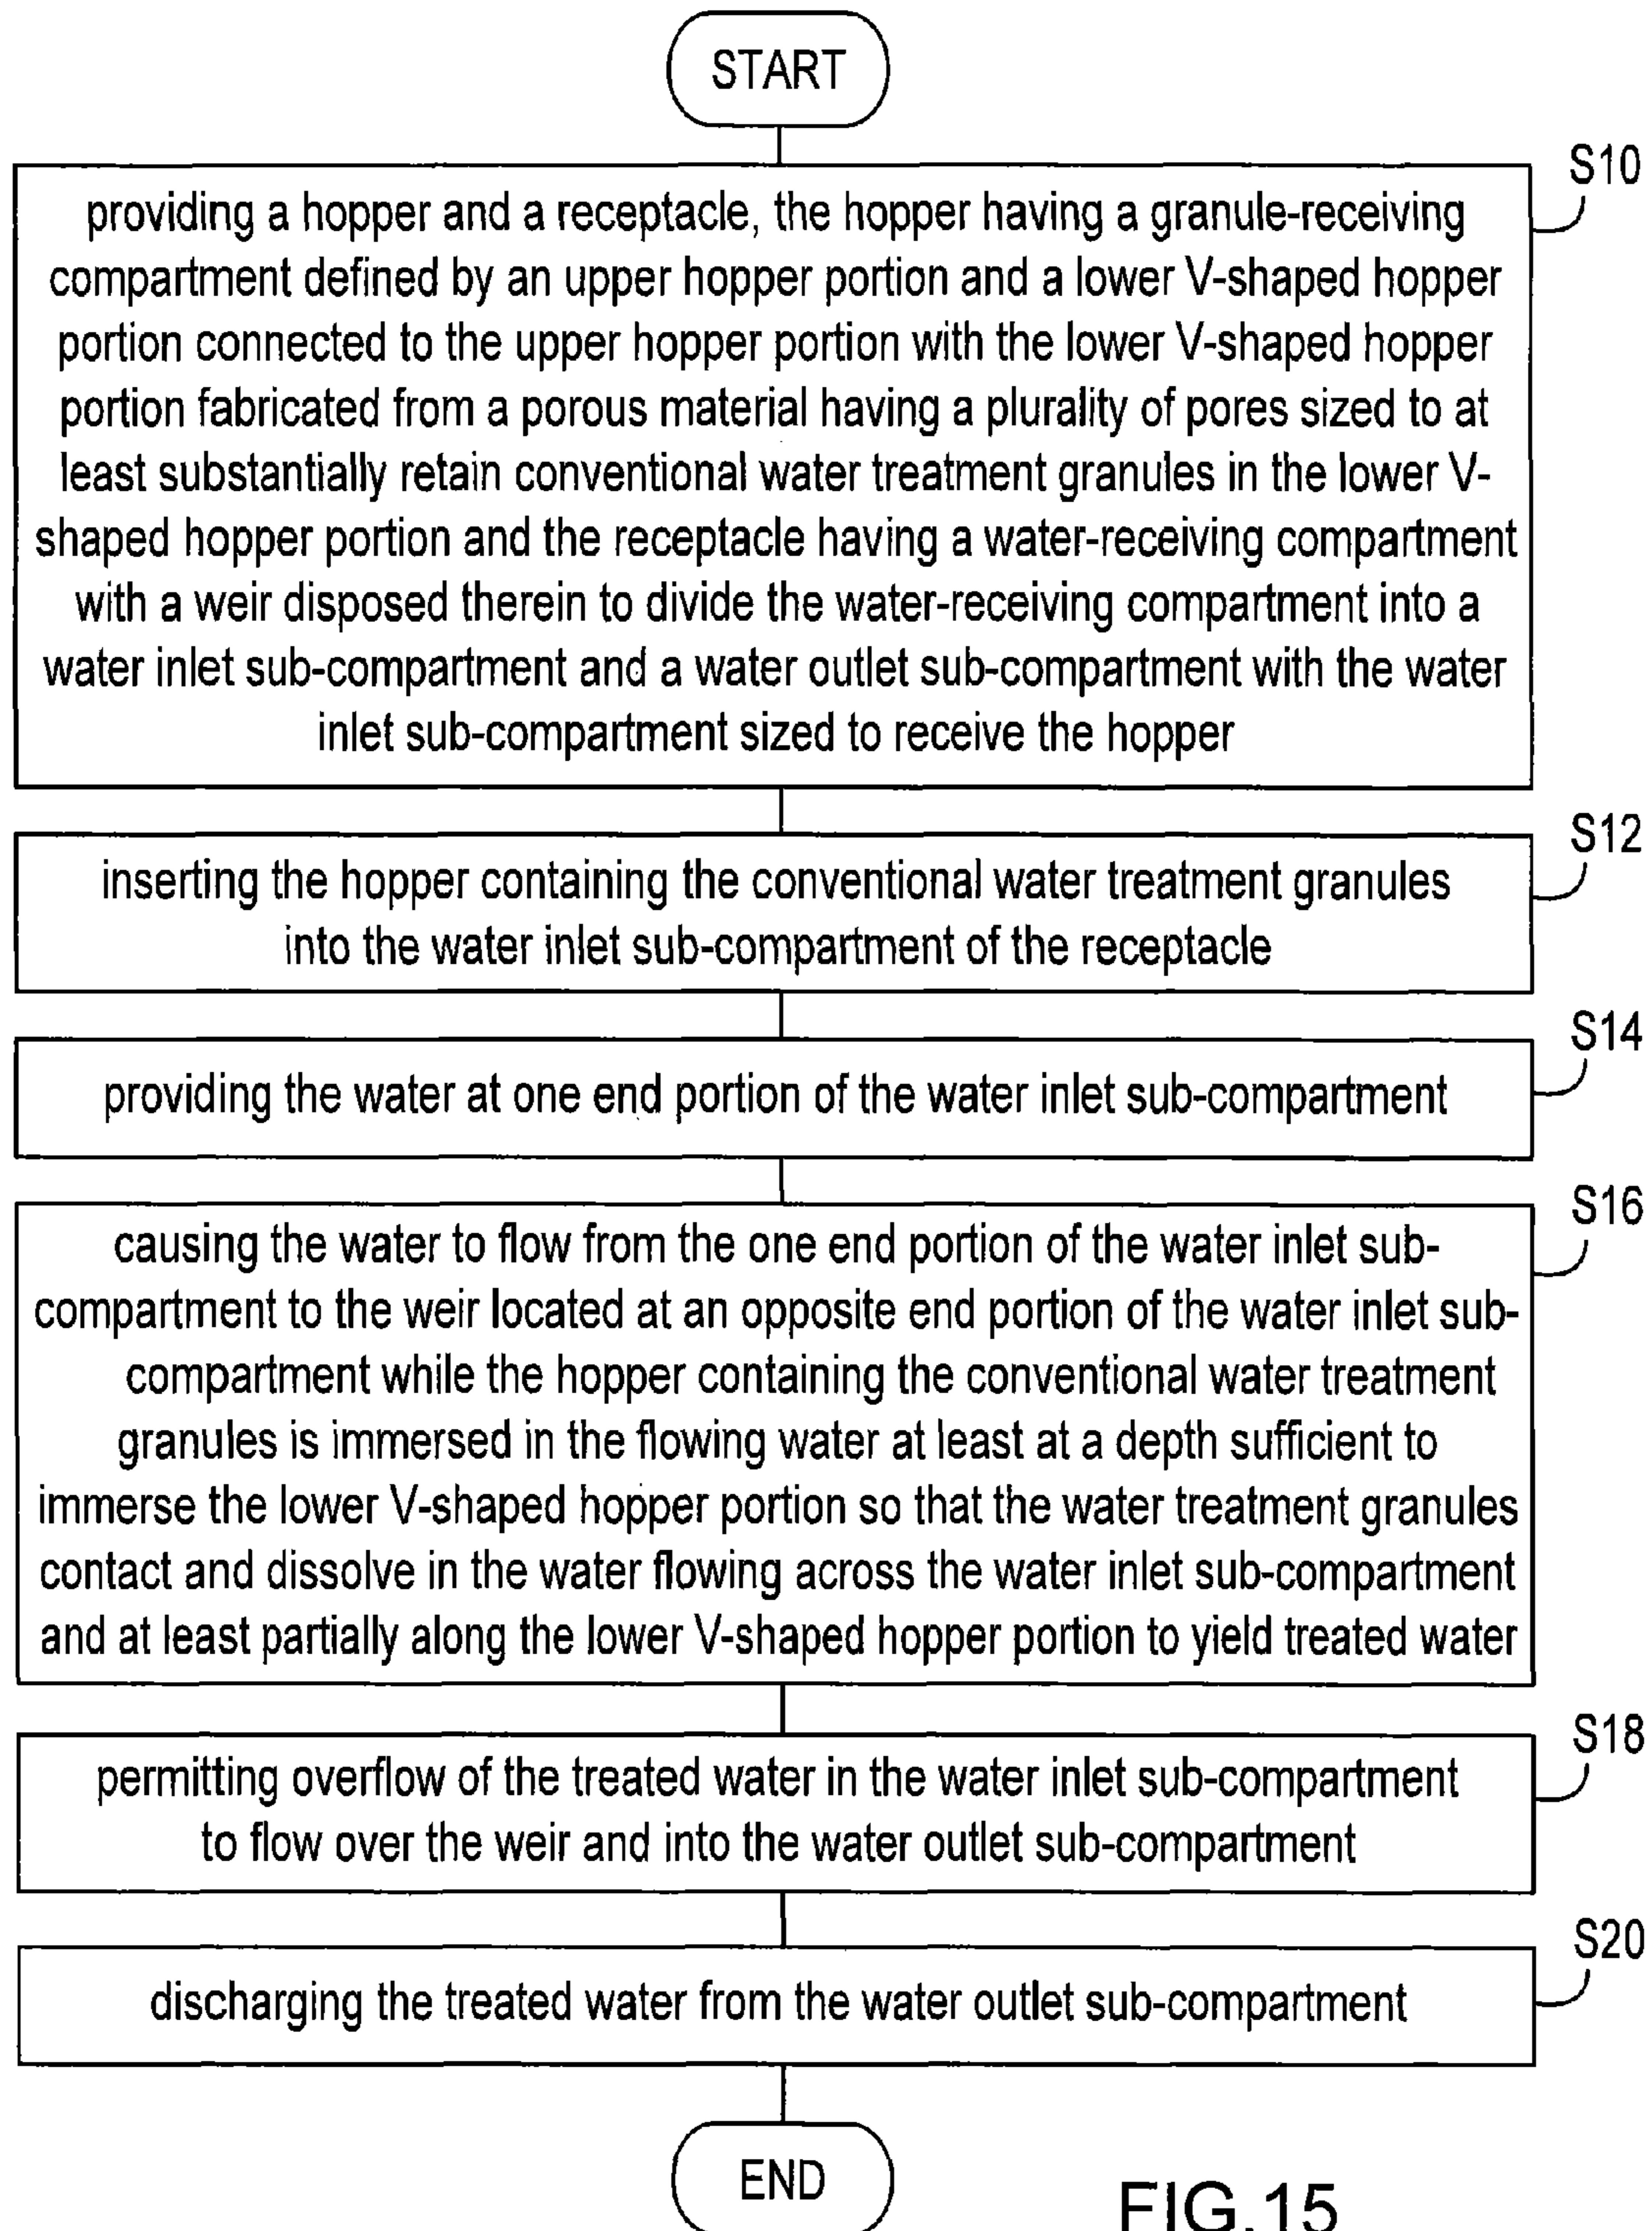 START
S10
providing a hopper and a receptacle, the hopper having a granule-receiving
compartment defined by an upper hopper portion and a lower V-shaped hopper
portion connected to the upper hopper portion with the lower V-shaped hopper
portion fabricated from a porous material having a plurality of pores sized to at
least substantially retain conventional water treatment granules in the lower V-
shaped hopper portion and the receptacle having a water-receiving compartment
with a weir disposed therein to divide the water-receiving compartment into a
water inlet sub-compartment and a water outlet sub-compartment with the water
inlet sub-compartment sized to receive the hopper
S12
inserting the hopper containing the conventional water treatment granules
into the water inlet sub-compartment of the receptacle
S14
providing the water at one end portion of the water inlet sub-compartment
S16
causing the water to flow from the one end portion of the water inlet sub-
compartment to the weir located at an opposite end portion of the water inlet sub-
compartment while the hopper containing the conventional water treatment
granules is immersed in the flowing water at least at a depth sufficient to
immerse the lower V-shaped hopper portion so that the water treatment granules
contact and dissolve in the water flowing across the water inlet sub-compartment
and at least partially along the lower V-shaped hopper portion to yield treated water
S18
permitting overflow of the treated water in the water inlet sub-compartment
to flow over the weir and into the water outlet sub-compartment
S20
discharging the treated water from the water outlet sub-compartment
END
FIG.15